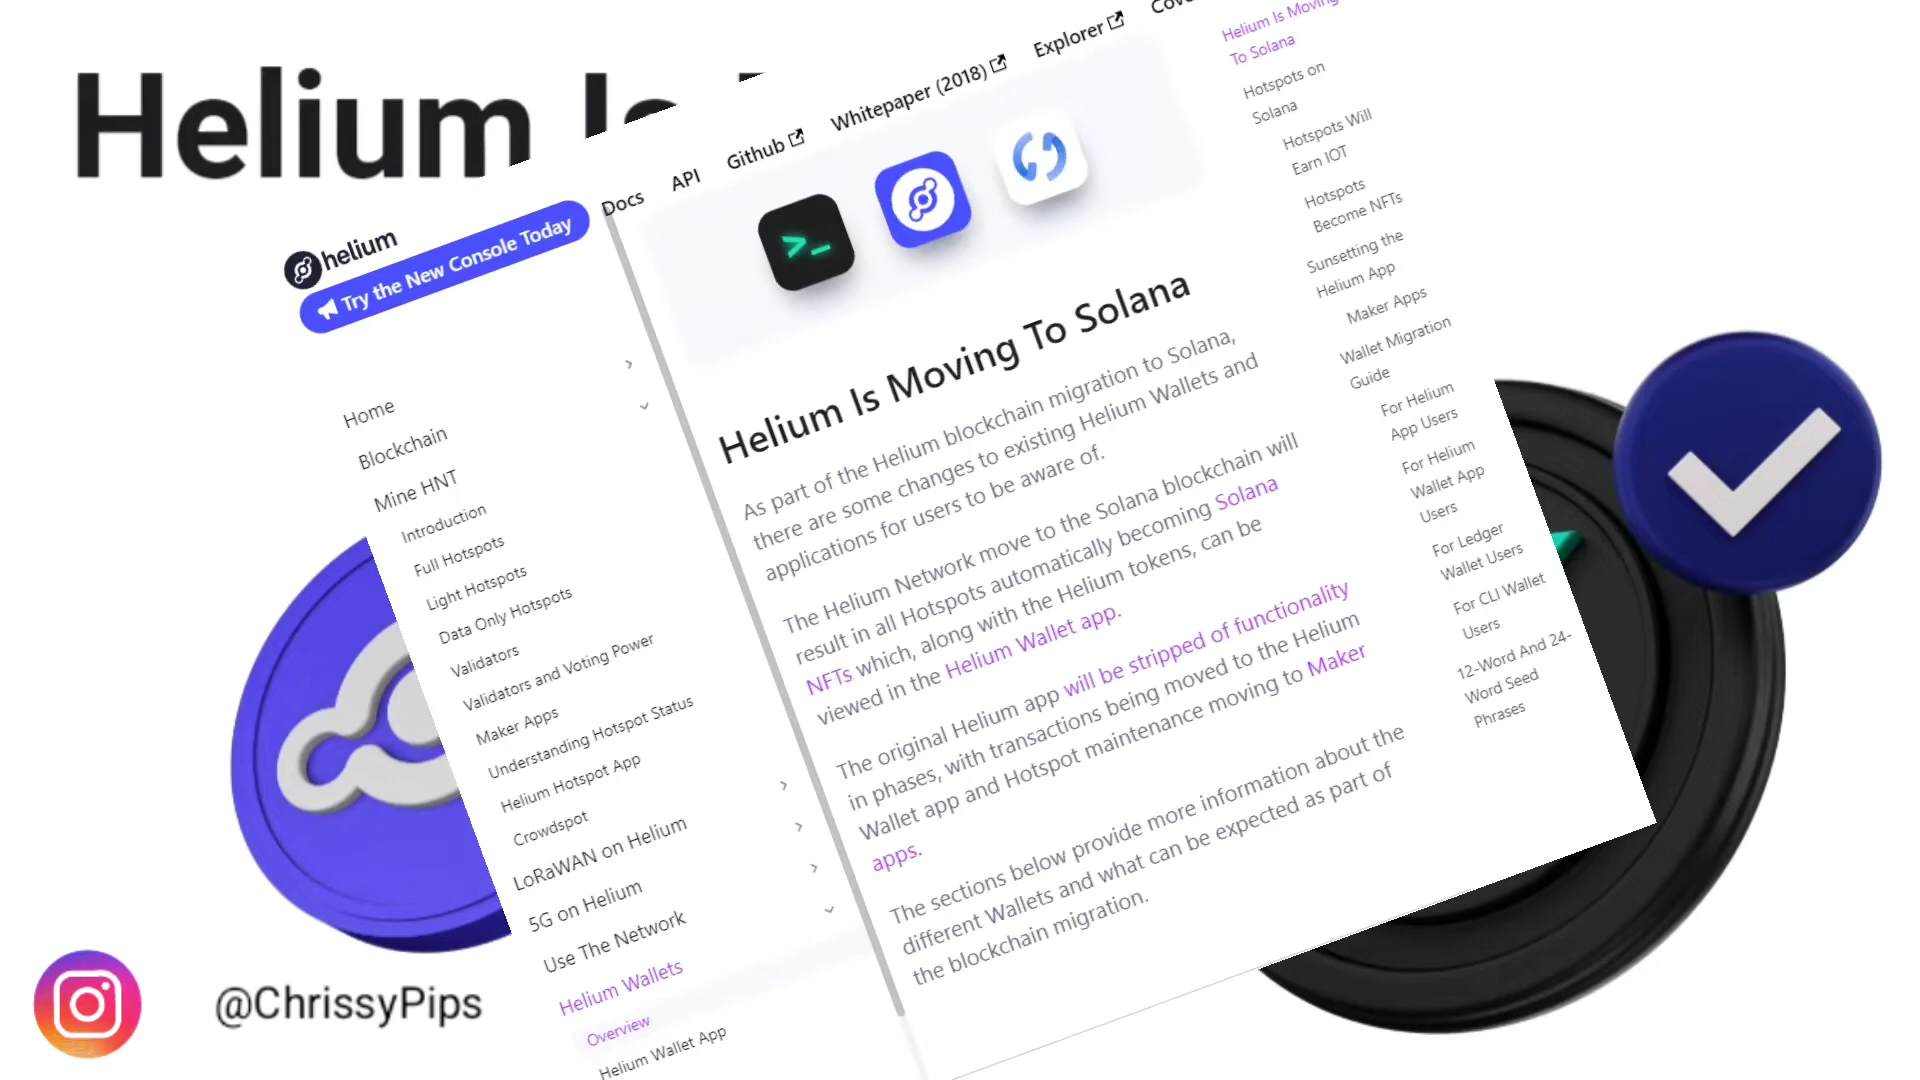 Helium Is
helium
Try the New Console Today
Docs
API
Github
Whitepaper (2018)
Explorer
Home
Blockchain
Mine HNT
Introduction
Full Hotspots
Light Hotspots
Data Only Hotspots
Validators
Validators and Voting Power
Maker Apps
Understanding Hotspot Status
Helium Hotspot App
Crowdspot
LoRaWAN on Helium
5G on Helium
Use The Network
Helium Wallets
Overview
Helium Wallet App
Helium Is Moving To Solana
As part of the Helium blockchain migration to Solana,
there are some changes to existing Helium Wallets and
applications for users to be aware of.
The Helium Network move to the Solana blockchain will
result in all Hotspots automatically becoming Solana
NFTs which, along with the Helium tokens, can be
viewed in the Helium Wallet app.
The original Helium app will be stripped of functionality
in phases, with transactions being moved to the Helium
Wallet app and Hotspot maintenance moving to Maker
apps.
The sections below provide more information about the
different Wallets and what can be expected as part of
the blockchain migration.
Helium Is Moving
To Solana
Hotspots on
Solana
Hotspots Will
Earn IOT
Hotspots
Become NFTs
Sunsetting the
Helium App
Maker Apps
Wallet Migration
Guide
For Helium
App Users
For Helium
Wallet App
Users
For Ledger
Wallet Users
For CLI Wallet
Users
12-Word And 24-
Word Seed
Phrases
@ChrissyPips